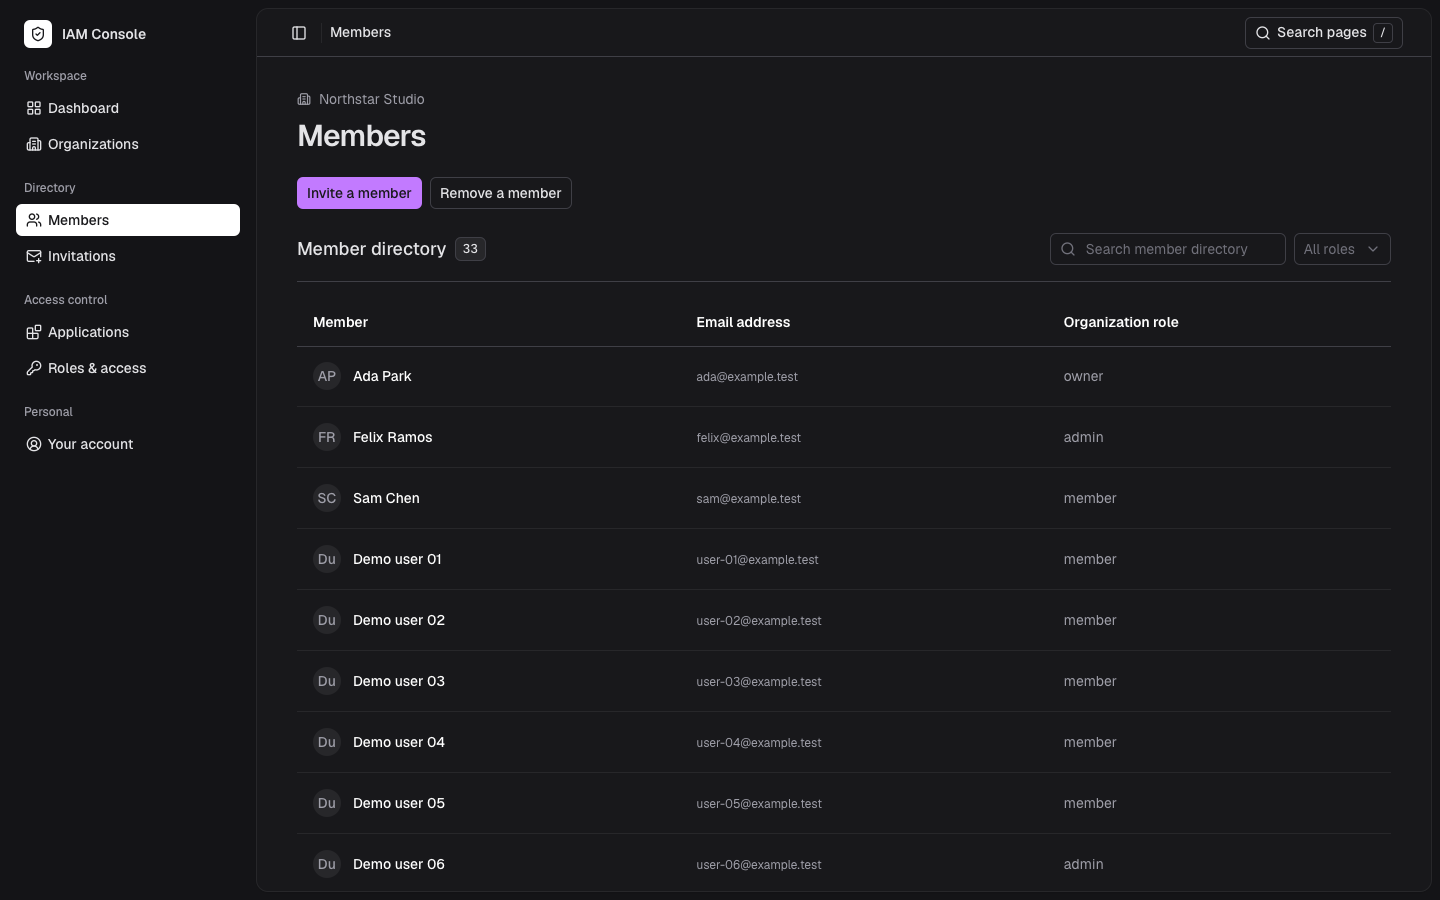 IAM Console
Workspace
Dashboard
Organizations
Directory
Members
Invitations
Access control
Applications
Roles & access
Personal
Your account
Members
Search pages /
Northstar Studio
Members
Invite a member
Remove a member
Member directory 33
Search member directory
All roles
Member Email address Organization role
AP Ada Park ada@example.test owner
FR Felix Ramos felix@example.test admin
SC Sam Chen sam@example.test member
Du Demo user 01 user-01@example.test member
Du Demo user 02 user-02@example.test member
Du Demo user 03 user-03@example.test member
Du Demo user 04 user-04@example.test member
Du Demo user 05 user-05@example.test member
Du Demo user 06 user-06@example.test admin